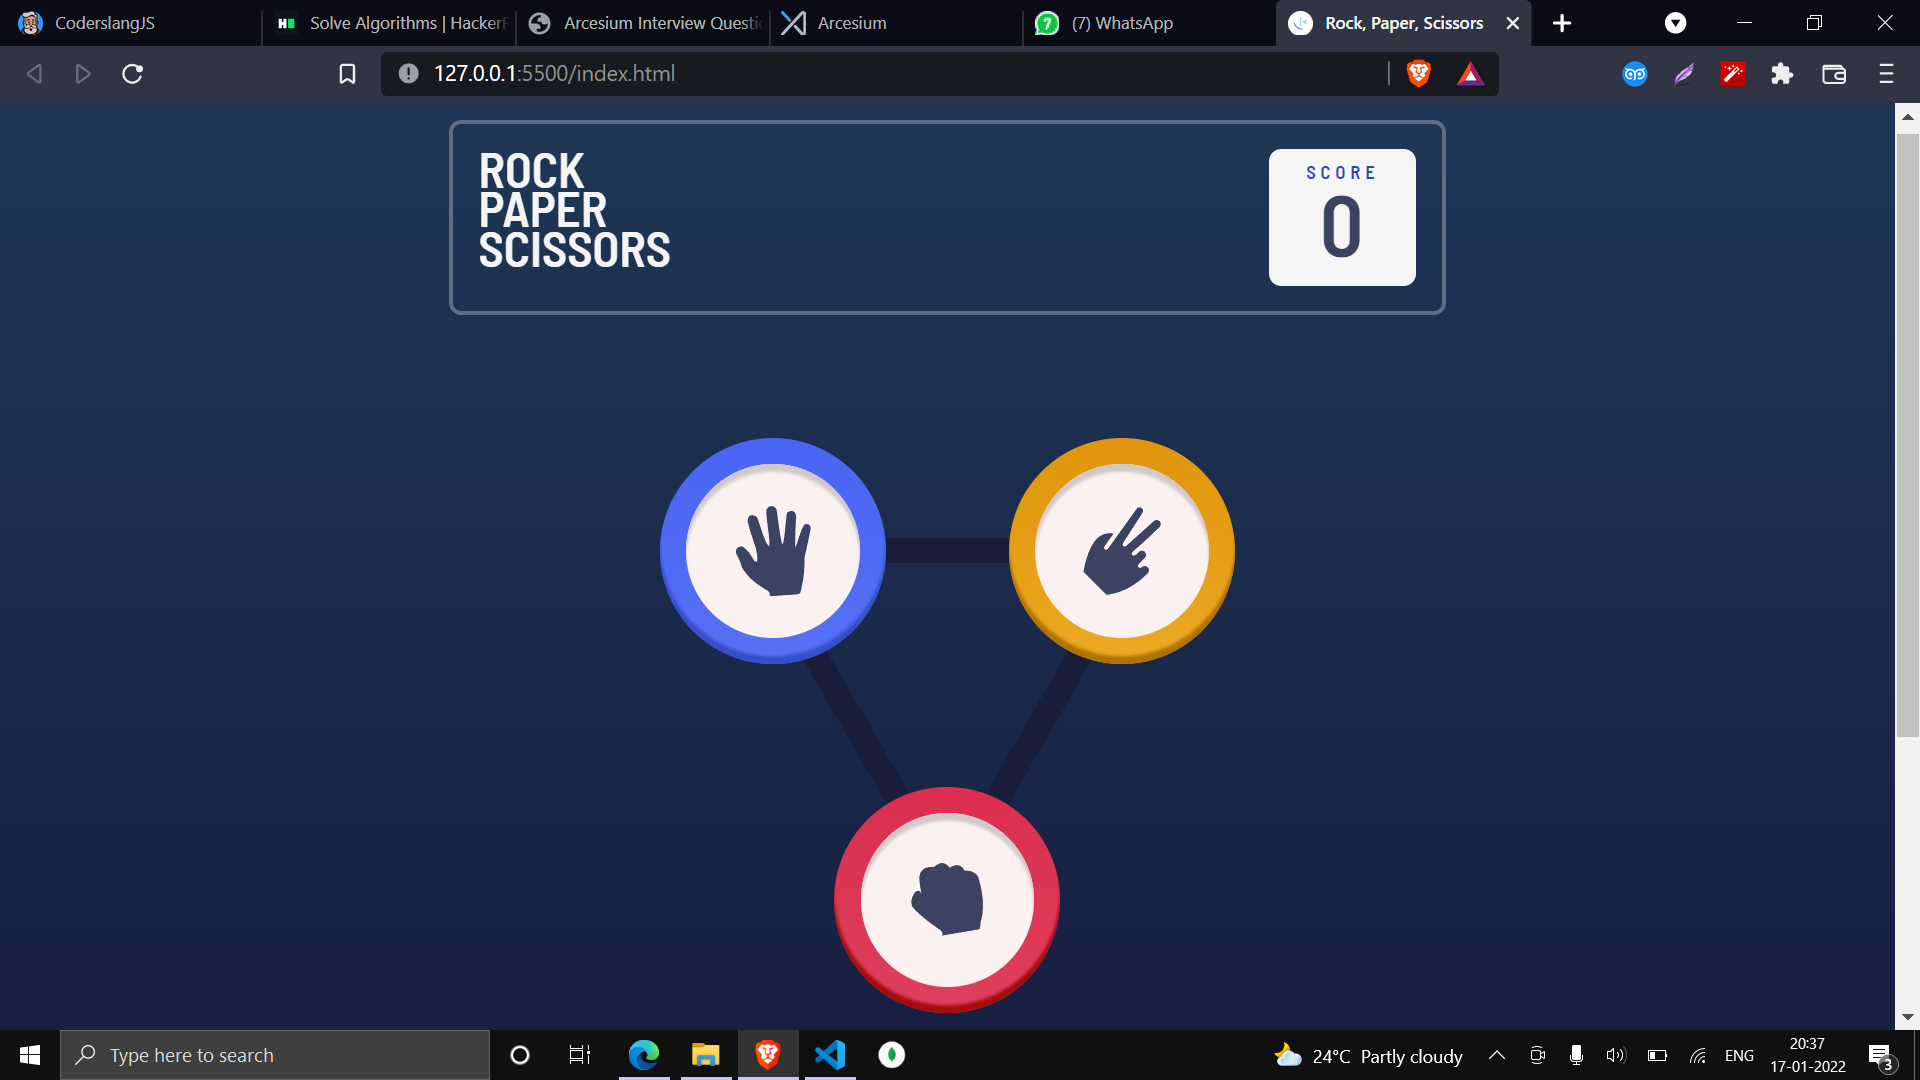 CoderslangJS
Solve Algorithms | HackerR
Arcesium Interview Questi
Arcesium
7
(7) WhatsApp
Rock, Paper, Scissors
127.0.0.1:5500/index.html
ROCK
PAPER
SCISSORS
SCORE
0
Type here to search
24°C Partly cloudy
ENG
20:37
17-01-2022
3